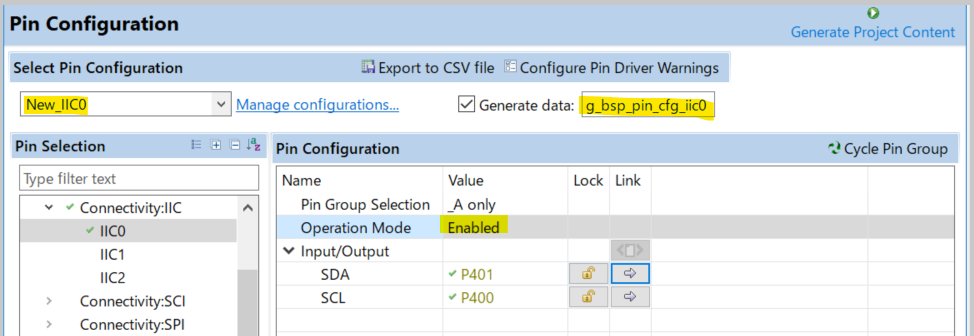 Pin Configuration
Generate Project Content
Select Pin Configuration Export to CSV file Configure Pin Driver Warnings
New_IIC0 Manage configurations... Generate data: g_bsp_pin_cfg_iic0
Pin Selection
Type filter text
Connectivity:IIC
IIC0
IIC1
IIC2
Connectivity:SCI
Connectivity:SPI
Pin Configuration Cycle Pin Group
Name Value Lock Link
Pin Group Selection _A only
Operation Mode Enabled
Input/Output
SDA P401
SCL P400